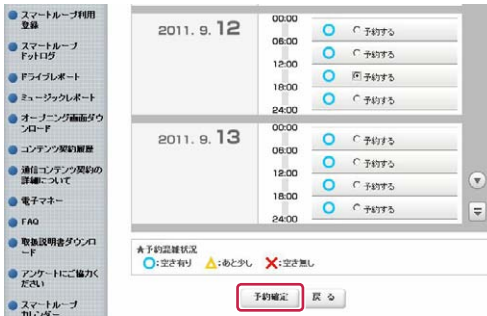 スマートループ利用
登録
スマートループ
ドットログ
ドライブレポート
ミュージックレポート
オープニング画面ダウ
ンロード
コンテンツ契約履歴
通信コンテンツ契約の
詳細について
電子マネー
FAQ
取扱説明書ダウンロ
ード
アンケートにご協力く
ださい
スマートループ
カレンダー
2011. 9. 12
00:00
予約する
06:00
予約する
12:00
予約する
18:00
予約する
24:00
2011. 9. 13
00:00
予約する
06:00
予約する
12:00
予約する
18:00
予約する
24:00
★予約混雑状況
○:空き有り △:あと少し ×:空き無し
予約確定 戻 る